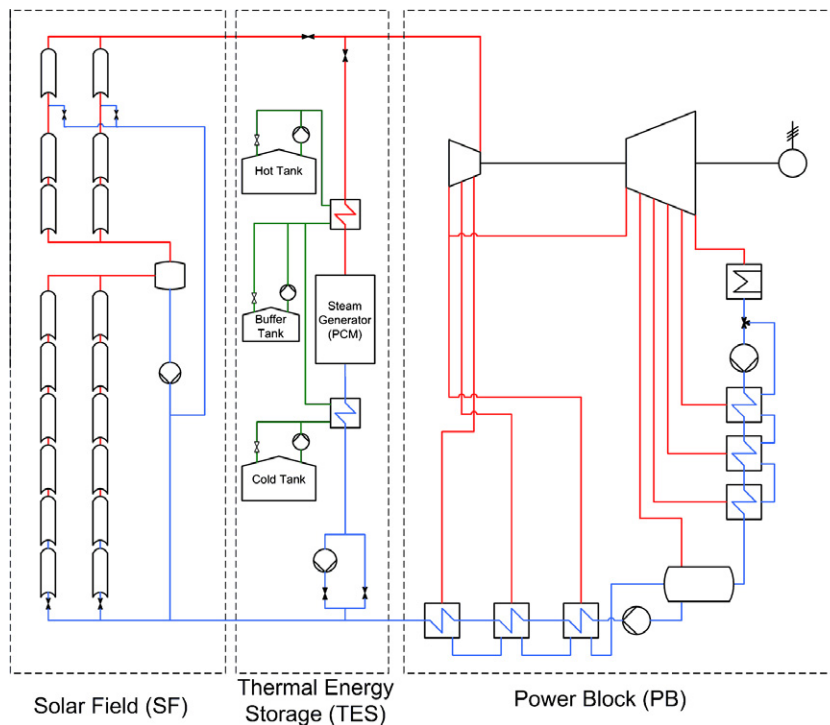 Hot Tank
Buffer
Tank
Steam
Generator
(PCM)
Cold Tank
Solar Field (SF)
Thermal Energy
Storage (TES)
Power Block (PB)